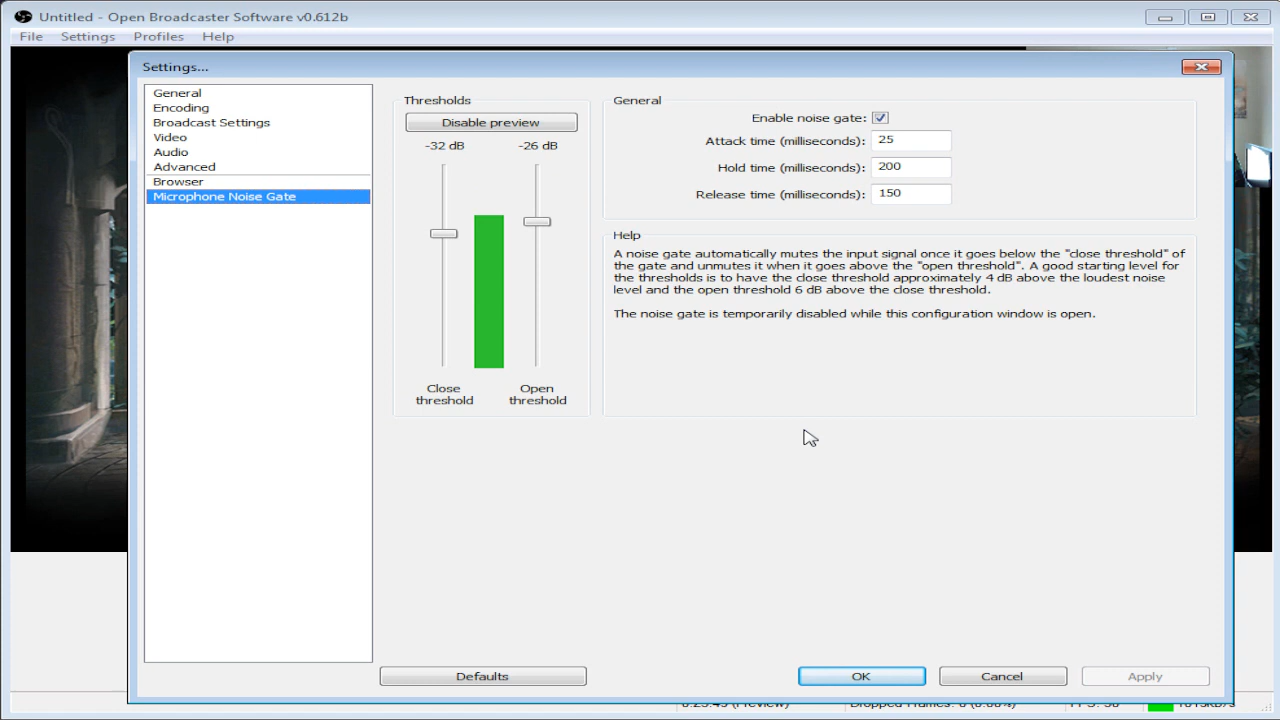 Untitled - Open Broadcaster Software v0.612b
File Settings Profiles Help
Settings...
General
Encoding
Broadcast Settings
Video
Audio
Advanced
Browser
Microphone Noise Gate
Thresholds
Disable preview
-32 dB -26 dB
Close threshold
Open threshold
General
Enable noise gate:
Attack time (milliseconds): 25
Hold time (milliseconds): 200
Release time (milliseconds): 150
Help
A noise gate automatically mutes the input signal once it goes below the "close threshold" of
the gate and unmutes it when it goes above the "open threshold". A good starting level for
the thresholds is to have the close threshold approximately 4 dB above the loudest noise
level and the open threshold 6 dB above the close threshold.
The noise gate is temporarily disabled while this configuration window is open.
Defaults OK Cancel Apply
(Preview) Dropped Frames: 0 (0.00%)